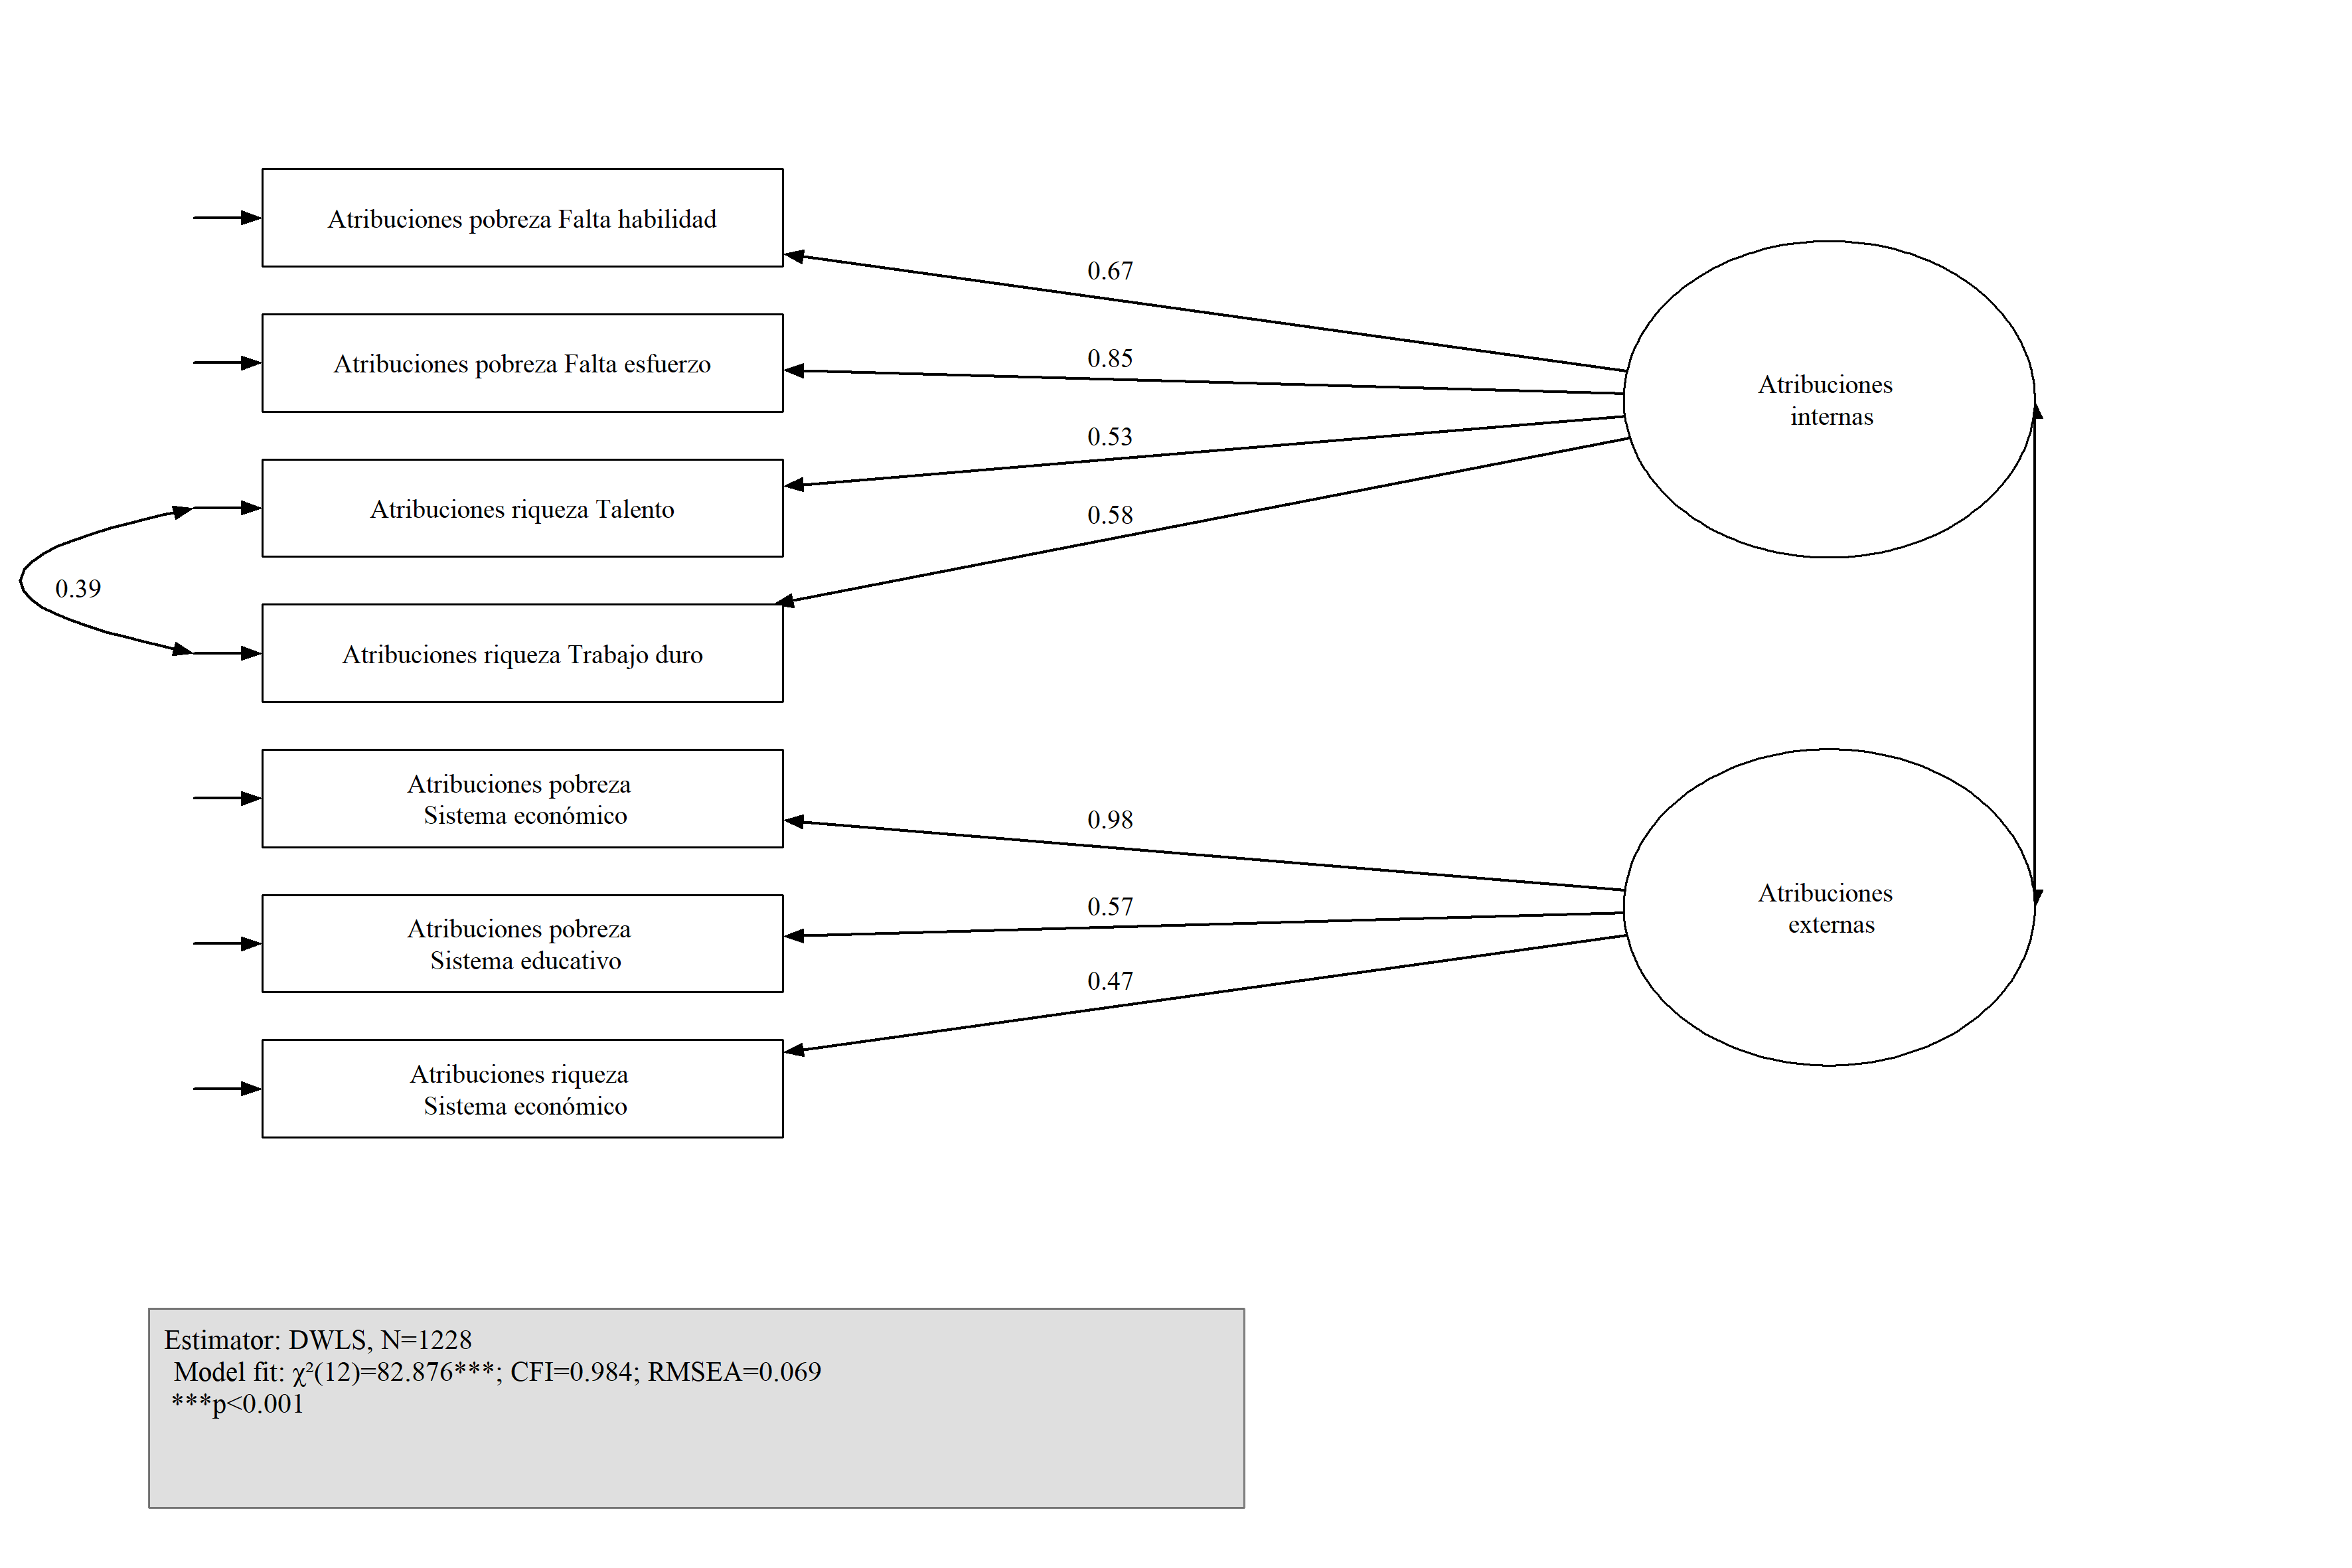 Atribuciones pobreza Falta habilidad
0.67
Atribuciones pobreza Falta esfuerzo
0.85
Atribuciones
internas
0.53
Atribuciones riqueza Talento
0.58
0.39
Atribuciones riqueza Trabajo duro
Atribuciones pobreza
Sistema económico
0.98
Atribuciones
externas
0.57
Atribuciones pobreza
Sistema educativo
0.47
Atribuciones riqueza
Sistema económico
Estimator: DWLS, N=1228
Model fit: χ²(12)=82.876***; CFI=0.984; RMSEA=0.069
***p<0.001